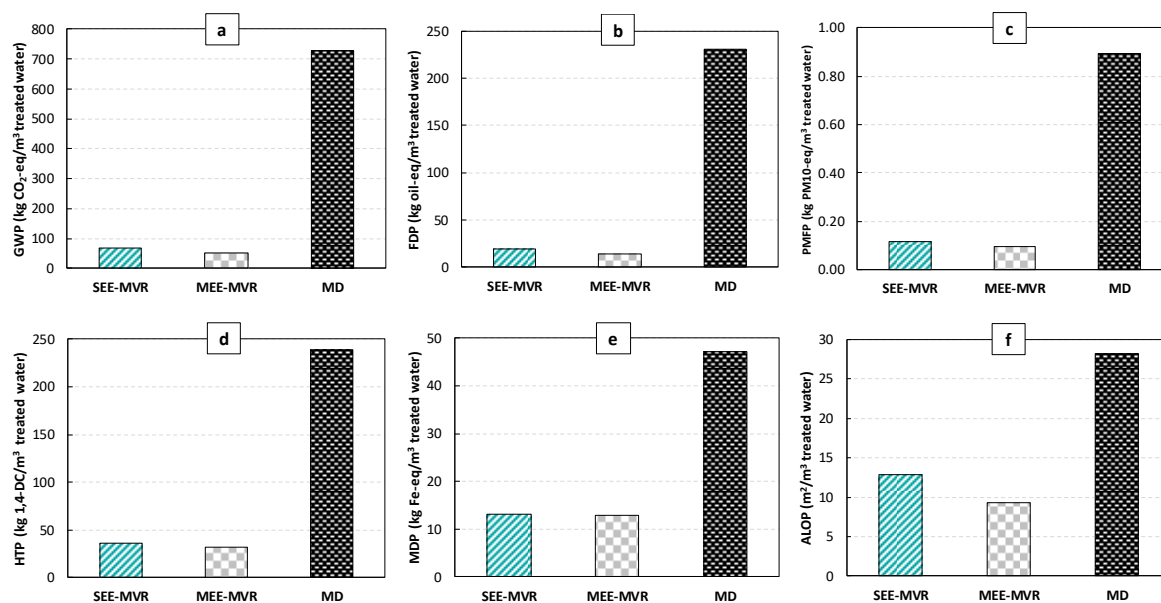 a
GWP (kg CO₂-eq/m³ treated water)
800
700
600
500
400
300
200
100
0
SEE-MVR MEE-MVR MD
b
FDP (kg oil-eq/m³ treated water)
250
200
150
100
50
0
SEE-MVR MEE-MVR MD
c
PMFP (kg PM10-eq/m³ treated water)
1.00
0.80
0.60
0.40
0.20
0.00
SEE-MVR MEE-MVR MD
d
HTP (kg 1,4-DC/m³ treated water)
250
200
150
100
50
0
SEE-MVR MEE-MVR MD
e
MDP (kg Fe-eq/m³ treated water)
50
40
30
20
10
0
SEE-MVR MEE-MVR MD
f
ALOP (m²/m³ treated water)
30
25
20
15
10
5
0
SEE-MVR MEE-MVR MD